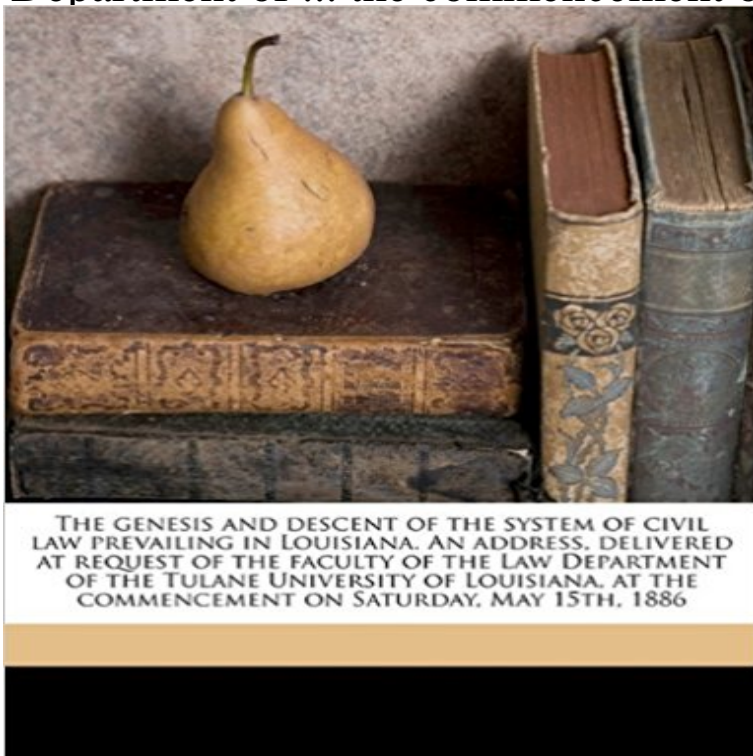 THE GENESIS AND DESCENT OF THE SYSTEM OF CIVIL
LAW PREVAILING IN LOUISIANA. AN ADDRESS, DELIVERED
AT REQUEST OF THE FACULTY OF THE LAW DEPARTMENT
OF THE TULANE UNIVERSITY OF LOUISIANA, AT THE
COMMENCEMENT ON SATURDAY, MAY 15TH, 1886